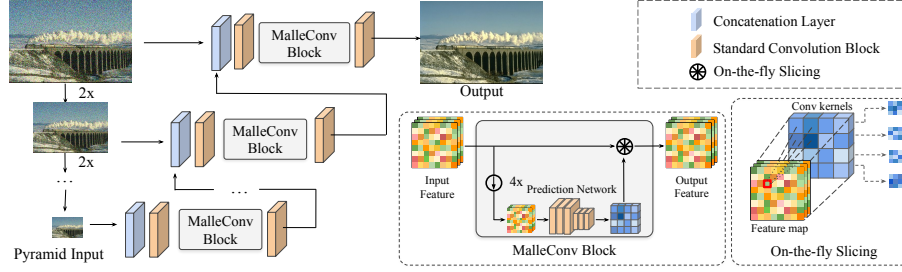 2x
2x
...
Pyramid Input
MalleConv
Block
MalleConv
Block
...
MalleConv
Block
Output
Concatenation Layer
Standard Convolution Block
On-the-fly Slicing
Input
Feature
4x
Prediction Network
Output
Feature
MalleConv Block
Conv kernels
Feature map
On-the-fly Slicing